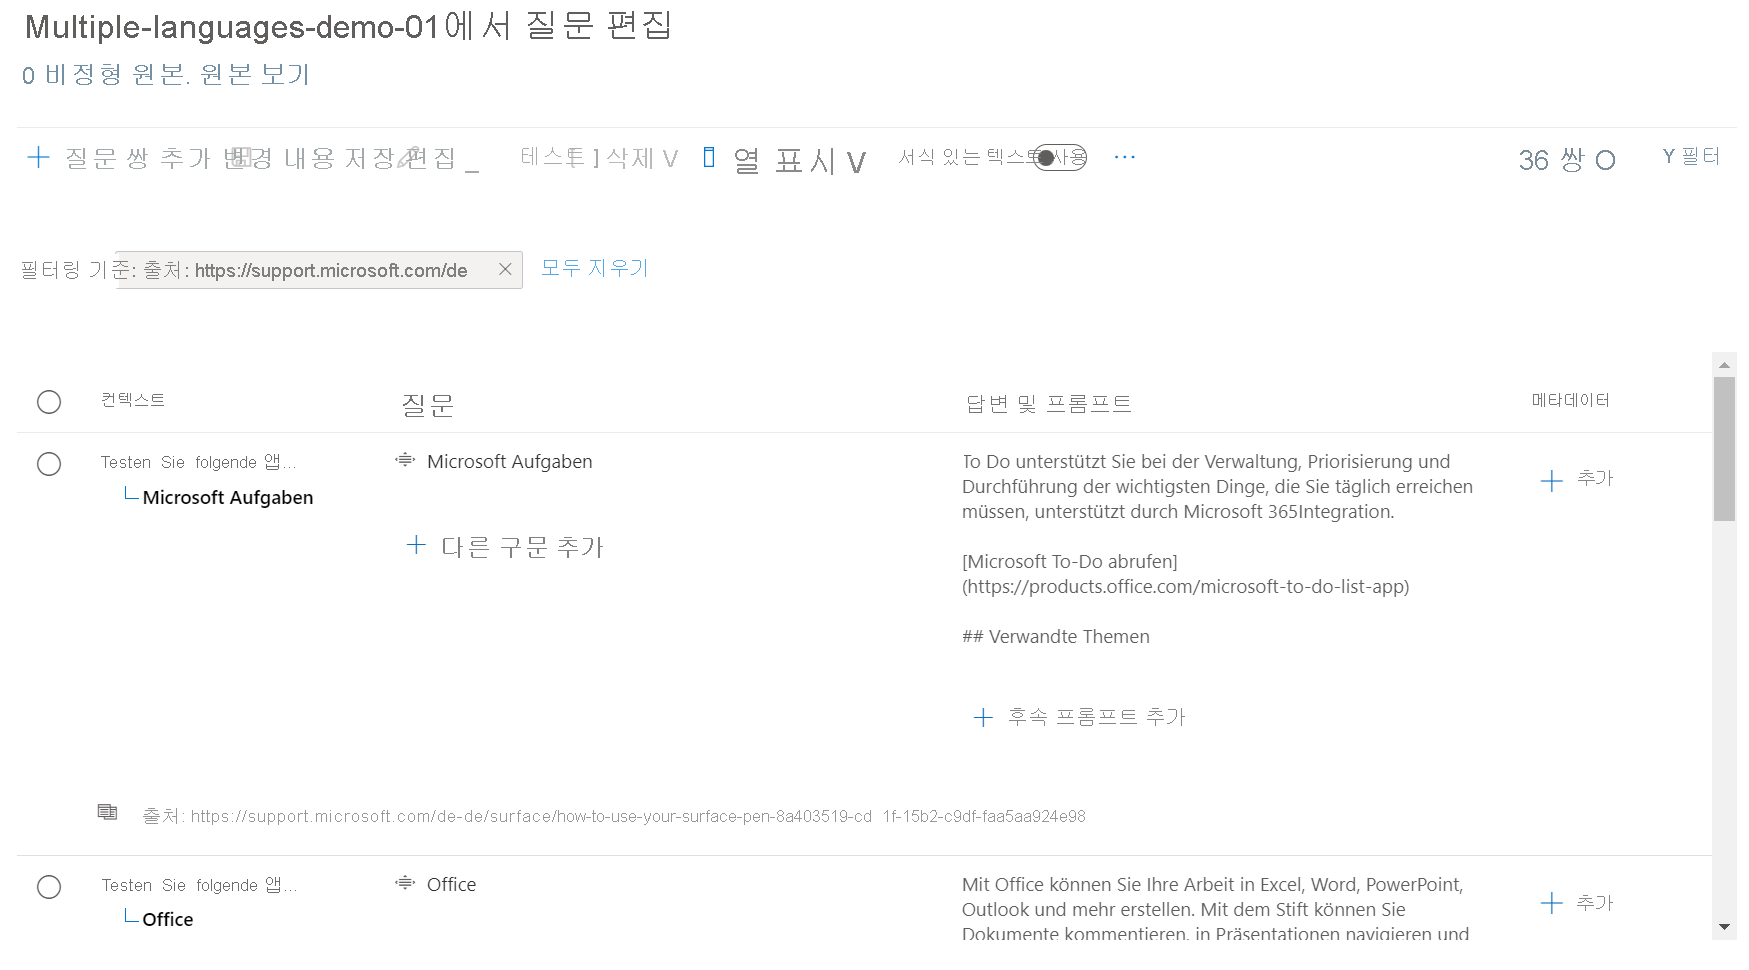 Multiple-languages-demo-01에서 질문 편집
0 비정형 원본. 원본 보기
질문 쌍 추가 변경 내용 저장 편집 _ 테스트 [ ] 삭제 V 열 표시 V 서식 있는 텍스트 사용 ... 36 쌍 O Y 필터
필터링 기준: 출처: https://support.microsoft.com/de 모두 지우기
컨텍스트 질문 답변 및 프롬프트 메타데이터
Testen Sie folgende 앱...
Microsoft Aufgaben
Microsoft Aufgaben
다른 구문 추가
To Do unterstützt Sie bei der Verwaltung, Priorisierung und
Durchführung der wichtigsten Dinge, die Sie täglich erreichen
müssen, unterstützt durch Microsoft 365Integration.
[Microsoft To-Do abrufen]
(https://products.office.com/microsoft-to-do-list-app)
## Verwandte Themen
후속 프롬프트 추가
추가
출처: https://support.microsoft.com/de-de/surface/how-to-use-your-surface-pen-8a403519-cd 1f-15b2-c9df-faa5aa924e98
Testen Sie folgende 앱...
Office
Office
Mit Office können Sie Ihre Arbeit in Excel, Word, PowerPoint,
Outlook und mehr erstellen. Mit dem Stift können Sie
Dokumente kommentieren, in Präsentationen navigieren und
추가